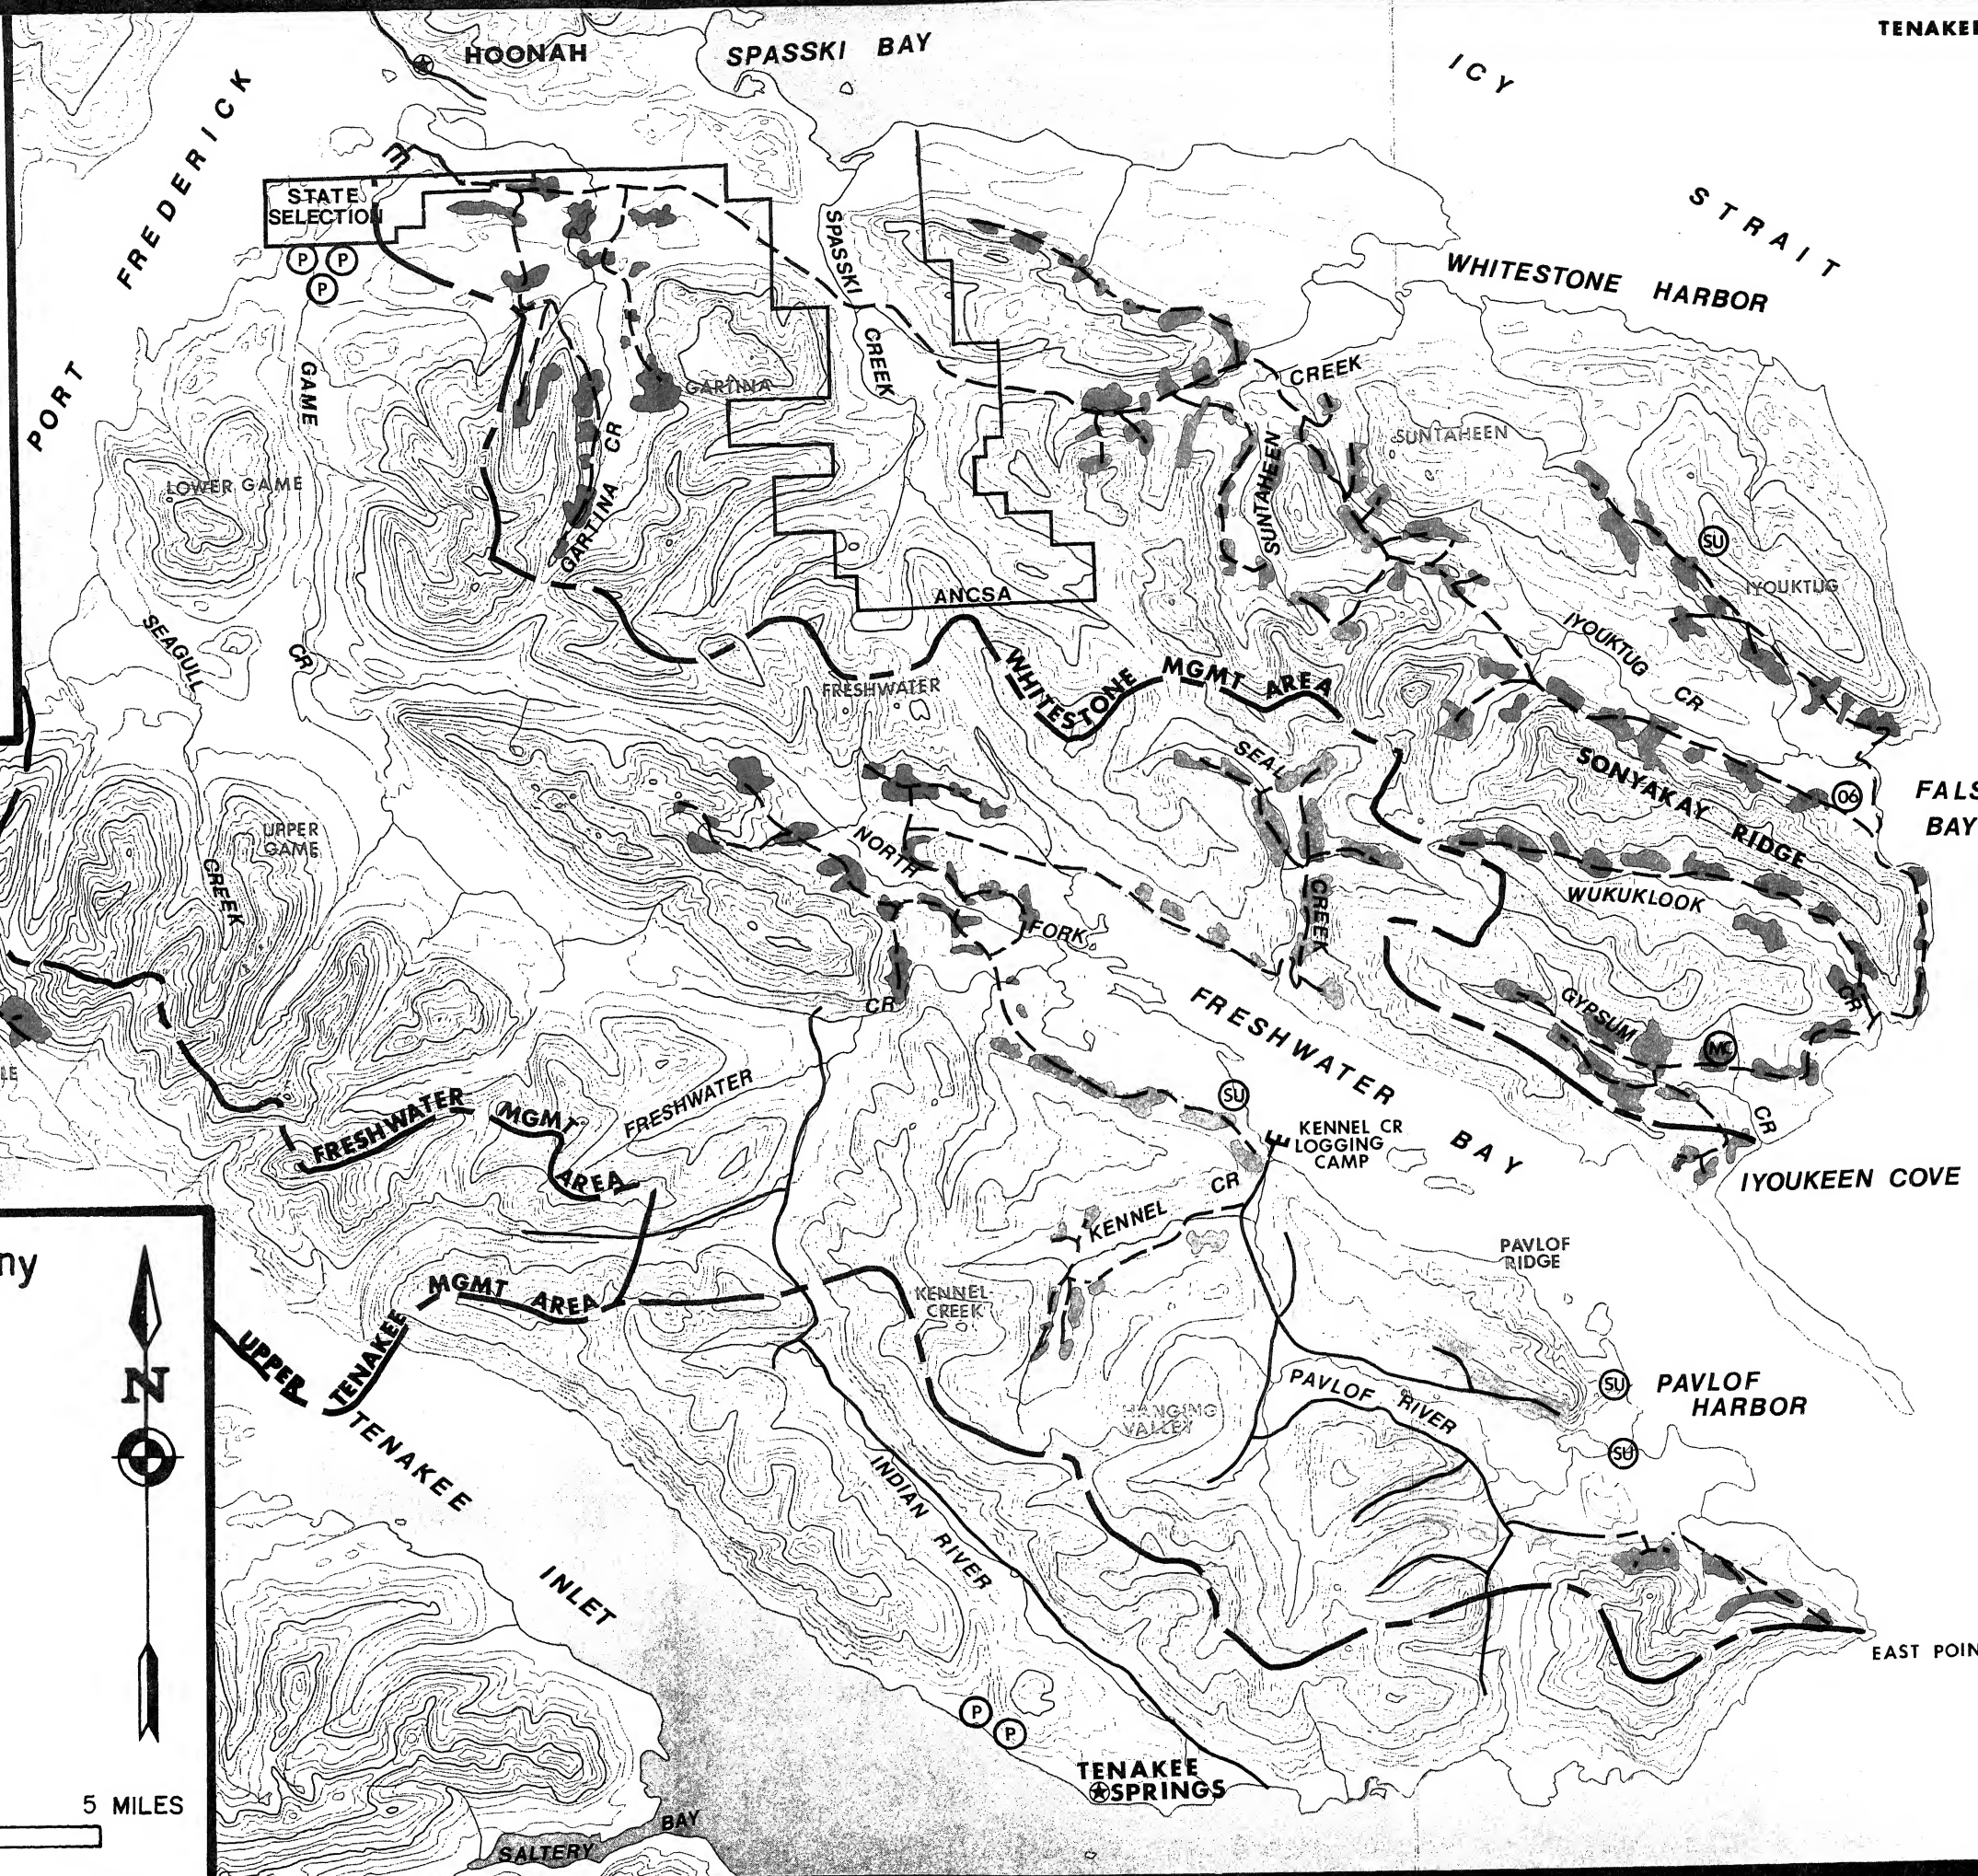 TENAKEE
HOONAH
SPASSKI BAY
ICY
STRAIT
PORT FREDERICK
STATE
SELECTION
P P
P
SPASSKI
CREEK
WHITESTONE HARBOR
GAME
CR
GARTINA
GARTINA CR
CREEK
SUNTAHEEN
SUNTAHEEN
LOWER GAME
SU
IYOUKTUG
ANCSA
SEAGULL
CREEK
IYOUKTUG CR
FRESHWATER
WHITESTONE MGMT AREA
SEAL
CREEK
SONYAKAY RIDGE
06
FALS
BAY
UPPER
GAME
NORTH
FORK
CR
WUKUKLOOK
CR
GYPSUM
CR
MC
FRESHWATER
BAY
LE
FRESHWATER MGMT
AREA
FRESHWATER
SU
KENNEL CR
LOGGING
CAMP
IYOUKEEN COVE
KENNEL CR
PAVLOF
RIDGE
ny
N
5 MILES
MGMT AREA
UPPER TENAKEE
KENNEL
CREEK
HANGING
VALLEY
PAVLOF RIVER
SU
PAVLOF
HARBOR
SU
TENAKEE
INLET
INDIAN RIVER
EAST POIN
P
P
TENAKEE
SPRINGS
SALTERY BAY